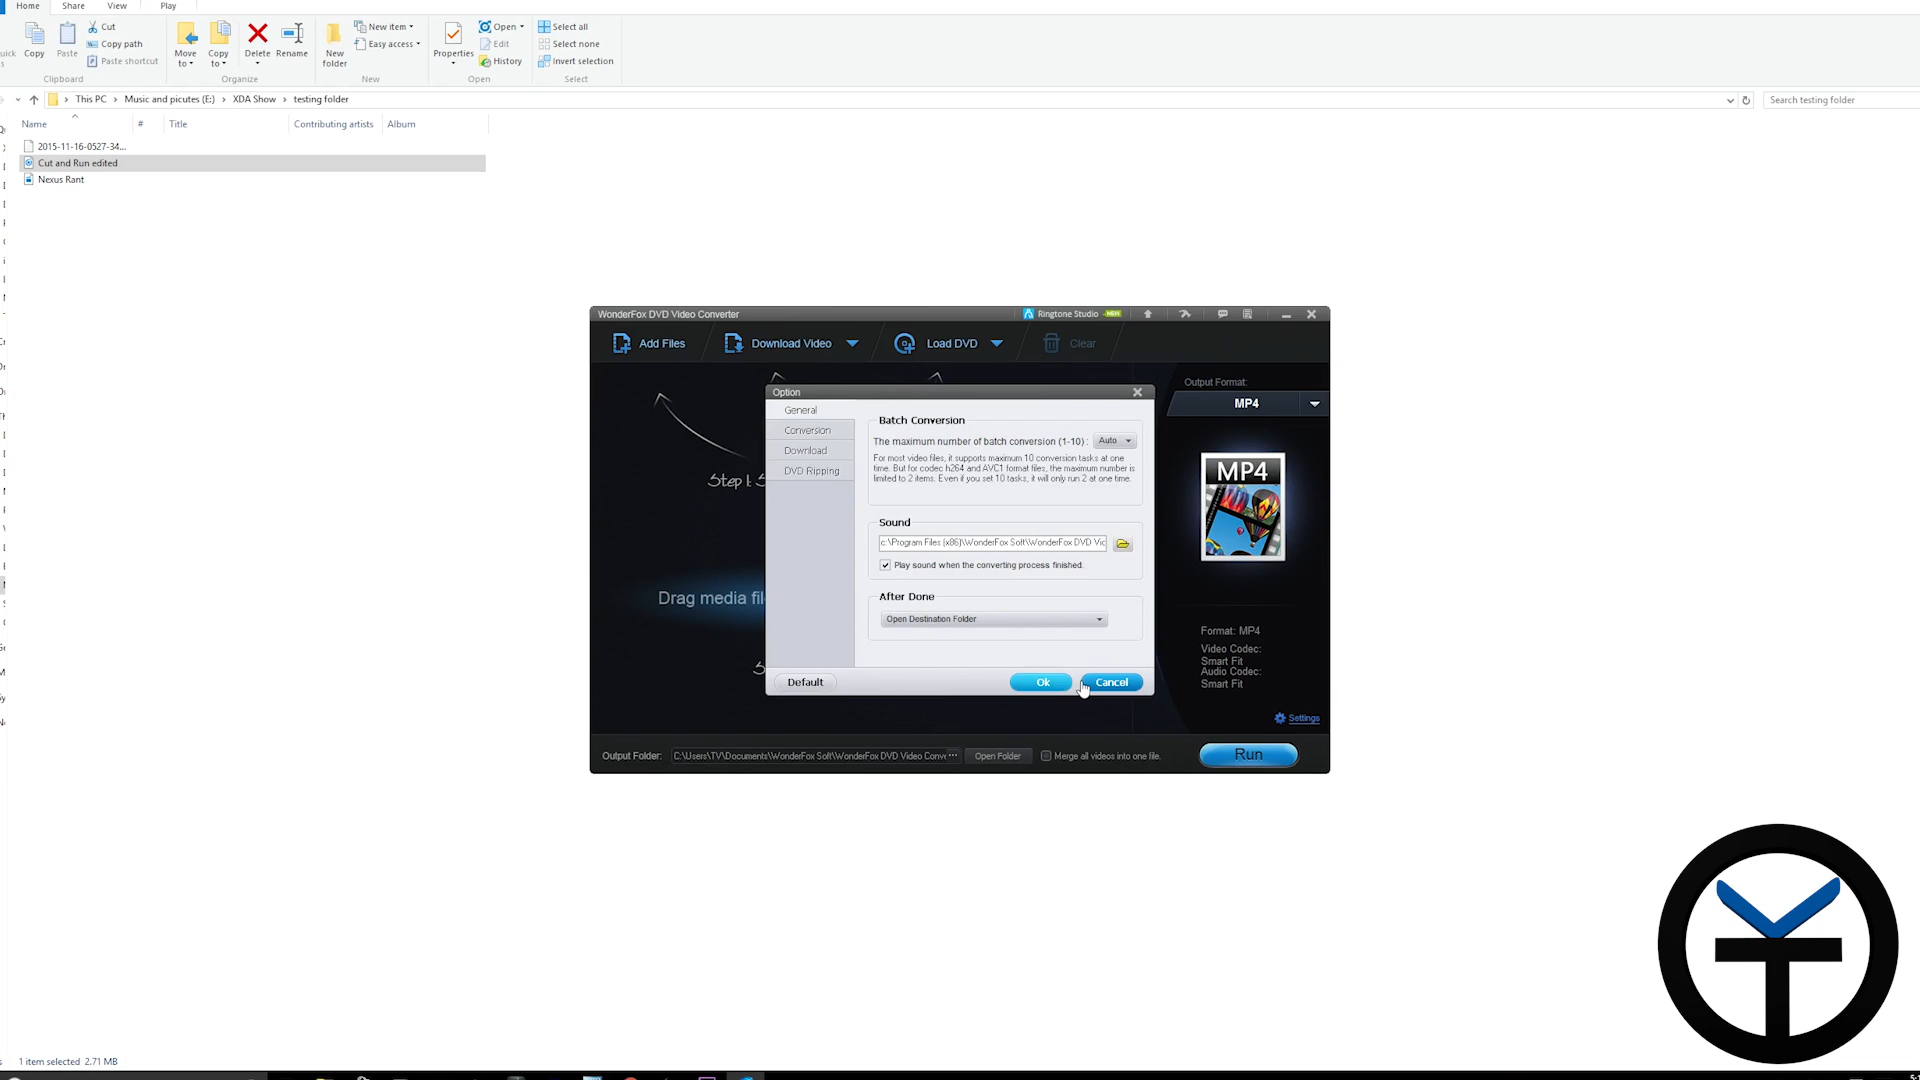 Home Share View Play
Copy
Paste
Cut
Copy path
Paste shortcut
Move to
Copy to
Delete
Rename
New folder
New item
Easy access
Properties
Open
Edit
History
Select all
Select none
Invert selection
Clipboard Organize New Open Select
This PC Music and picutes (E:) XDA Show testing folder
Search testing folder
Name # Title Contributing artists Album
2015-11-16-0527-34...
Cut and Run edited
Nexus Rant
WonderFox DVD Video Converter
Ringtone Studio NEW
Add Files Download Video Load DVD Clear
Output Format:
MP4
Option
General
Conversion
Download
DVD Ripping
Batch Conversion
The maximum number of batch conversion (1-10) : Auto
For most video files, it supports maximum 10 conversion tasks at one
time. But for codec h264 and AVC1 format files, the maximum number is
limited to 2 items. Even if you set 10 tasks, it will only run 2 at one time.
Sound
c:\Program Files (x86)\WonderFox Soft\WonderFox DVD Vic
Play sound when the converting process finished.
After Done
Open Destination Folder
Default Ok Cancel
Step 1: S
Drag media fil
MP4
Format: MP4
Video Codec:
Smart Fit
Audio Codec:
Smart Fit
Settings
Output Folder: C:\Users\TV\Documents\WonderFox Soft\WonderFox DVD Video Conv ··· Open Folder Merge all videos into one file.
Run
1 item selected 2.71 MB